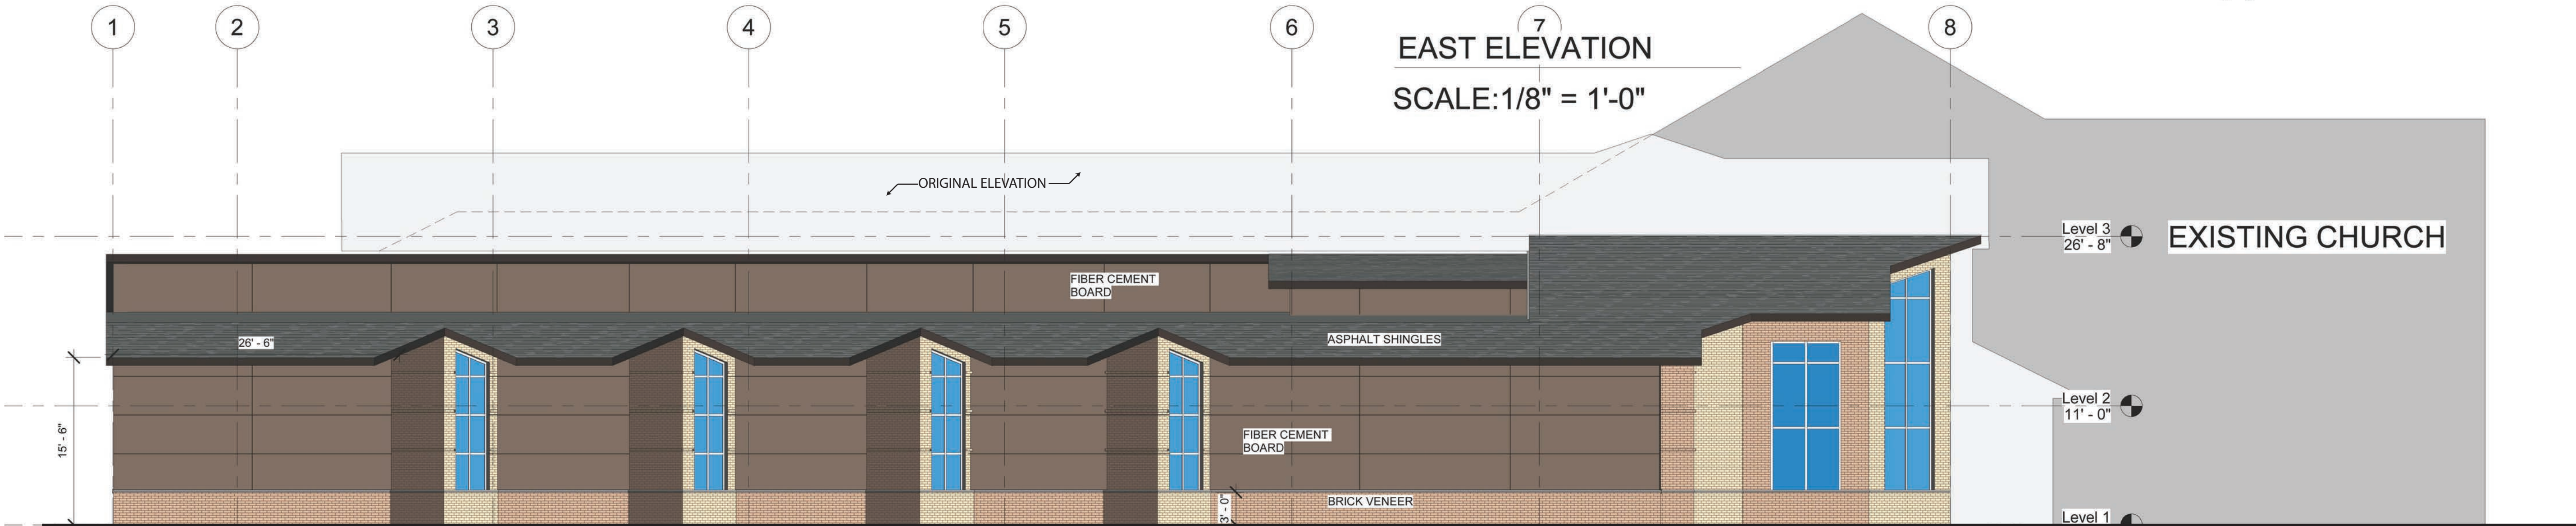 1
2
3
4
5
6
7
8
EAST ELEVATION
SCALE:1/8" = 1'-0"
ORIGINAL ELEVATION
Level 3
26' - 8"
EXISTING CHURCH
FIBER CEMENT
BOARD
26' - 6"
ASPHALT SHINGLES
15' - 6"
Level 2
11' - 0"
FIBER CEMENT
BOARD
3' - 0"
BRICK VENEER
Level 1